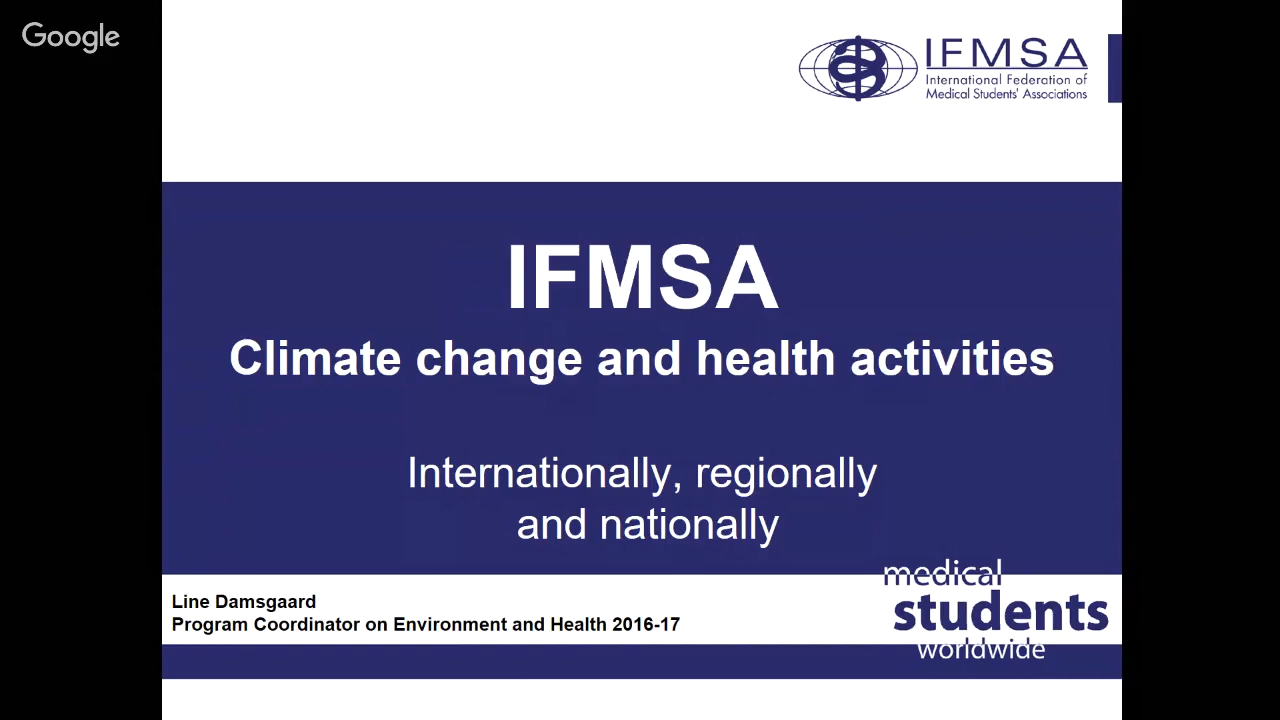 Google
IFMSA
International Federation of
Medical Students' Associations
IFMSA
Climate change and health activities
Internationally, regionally
and nationally
Line Damsgaard
Program Coordinator on Environment and Health 2016-17
medical
students
worldwide